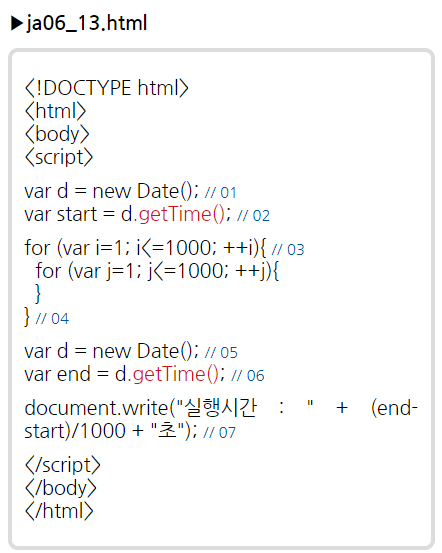 ▶ja06_13.html
<!DOCTYPE html>
<html>
<body>
<script>
var d = new Date(); // 01
var start = d.getTime(); // 02
for (var i=1; i<=1000; ++i){ // 03
for (var j=1; j<=1000; ++j){
}
} // 04
var d = new Date(); // 05
var end = d.getTime(); // 06
document.write("실행시간 : " + (end-
start)/1000 + "초"); // 07
</script>
</body>
</html>